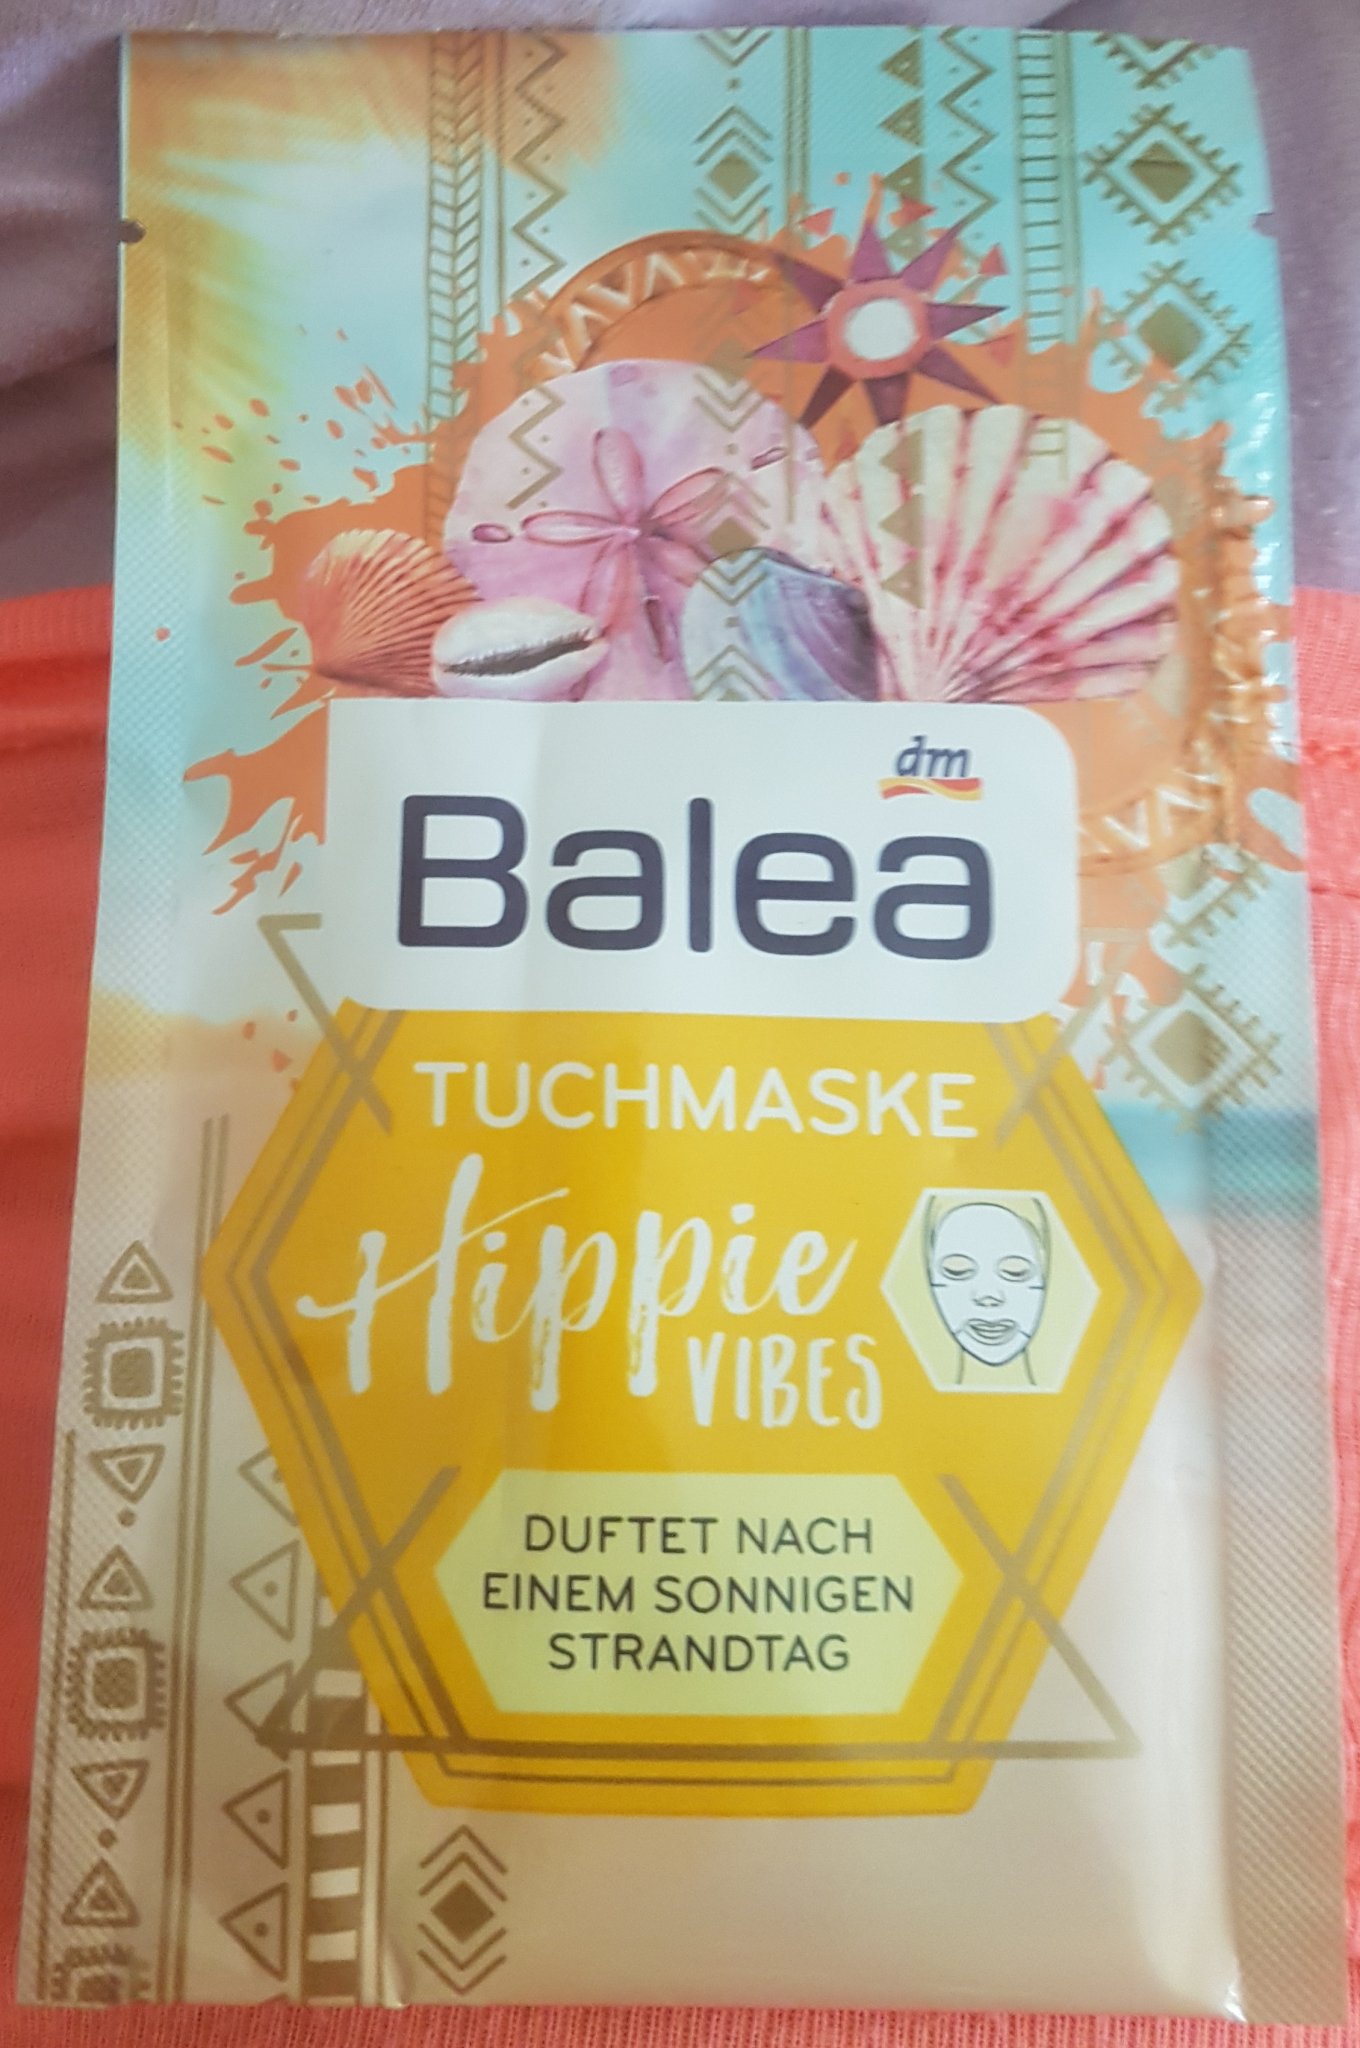 dm
Balea
TUCHMASKE
Hippie
VIBES
DUFTET NACH
EINEM SONNIGEN
STRANDTAG